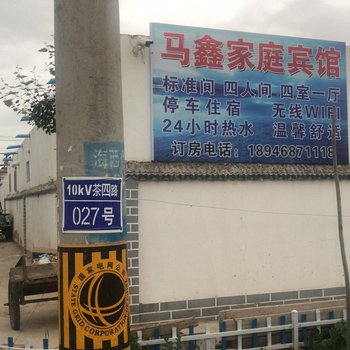 马鑫家庭宾馆
标准间 四人间 四室一厅
停车住宿 无线WIFI
24小时热水 温馨舒适
订房电话:18946871118
海西
10kV茶四路
027号
国家电网公司
STATE GRID CORPORATION